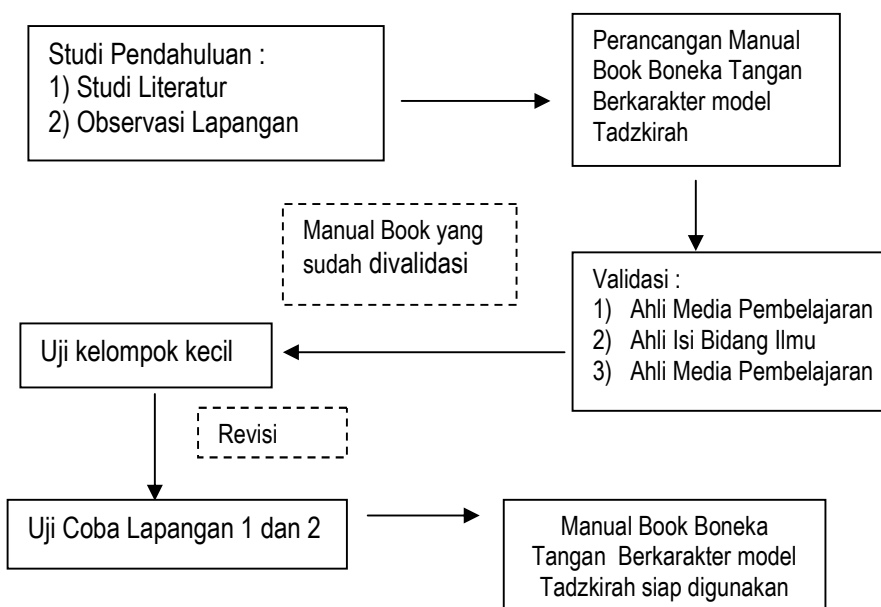 Studi Pendahuluan :
1) Studi Literatur
2) Observasi Lapangan
Perancangan Manual
Book Boneka Tangan
Berkarakter model
Tadzkirah
Manual Book yang
sudah divalidasi
Validasi :
1) Ahli Media Pembelajaran
2) Ahli Isi Bidang Ilmu
3) Ahli Media Pembelajaran
Uji kelompok kecil
Revisi
Uji Coba Lapangan 1 dan 2
Manual Book Boneka
Tangan Berkarakter model
Tadzkirah siap digunakan